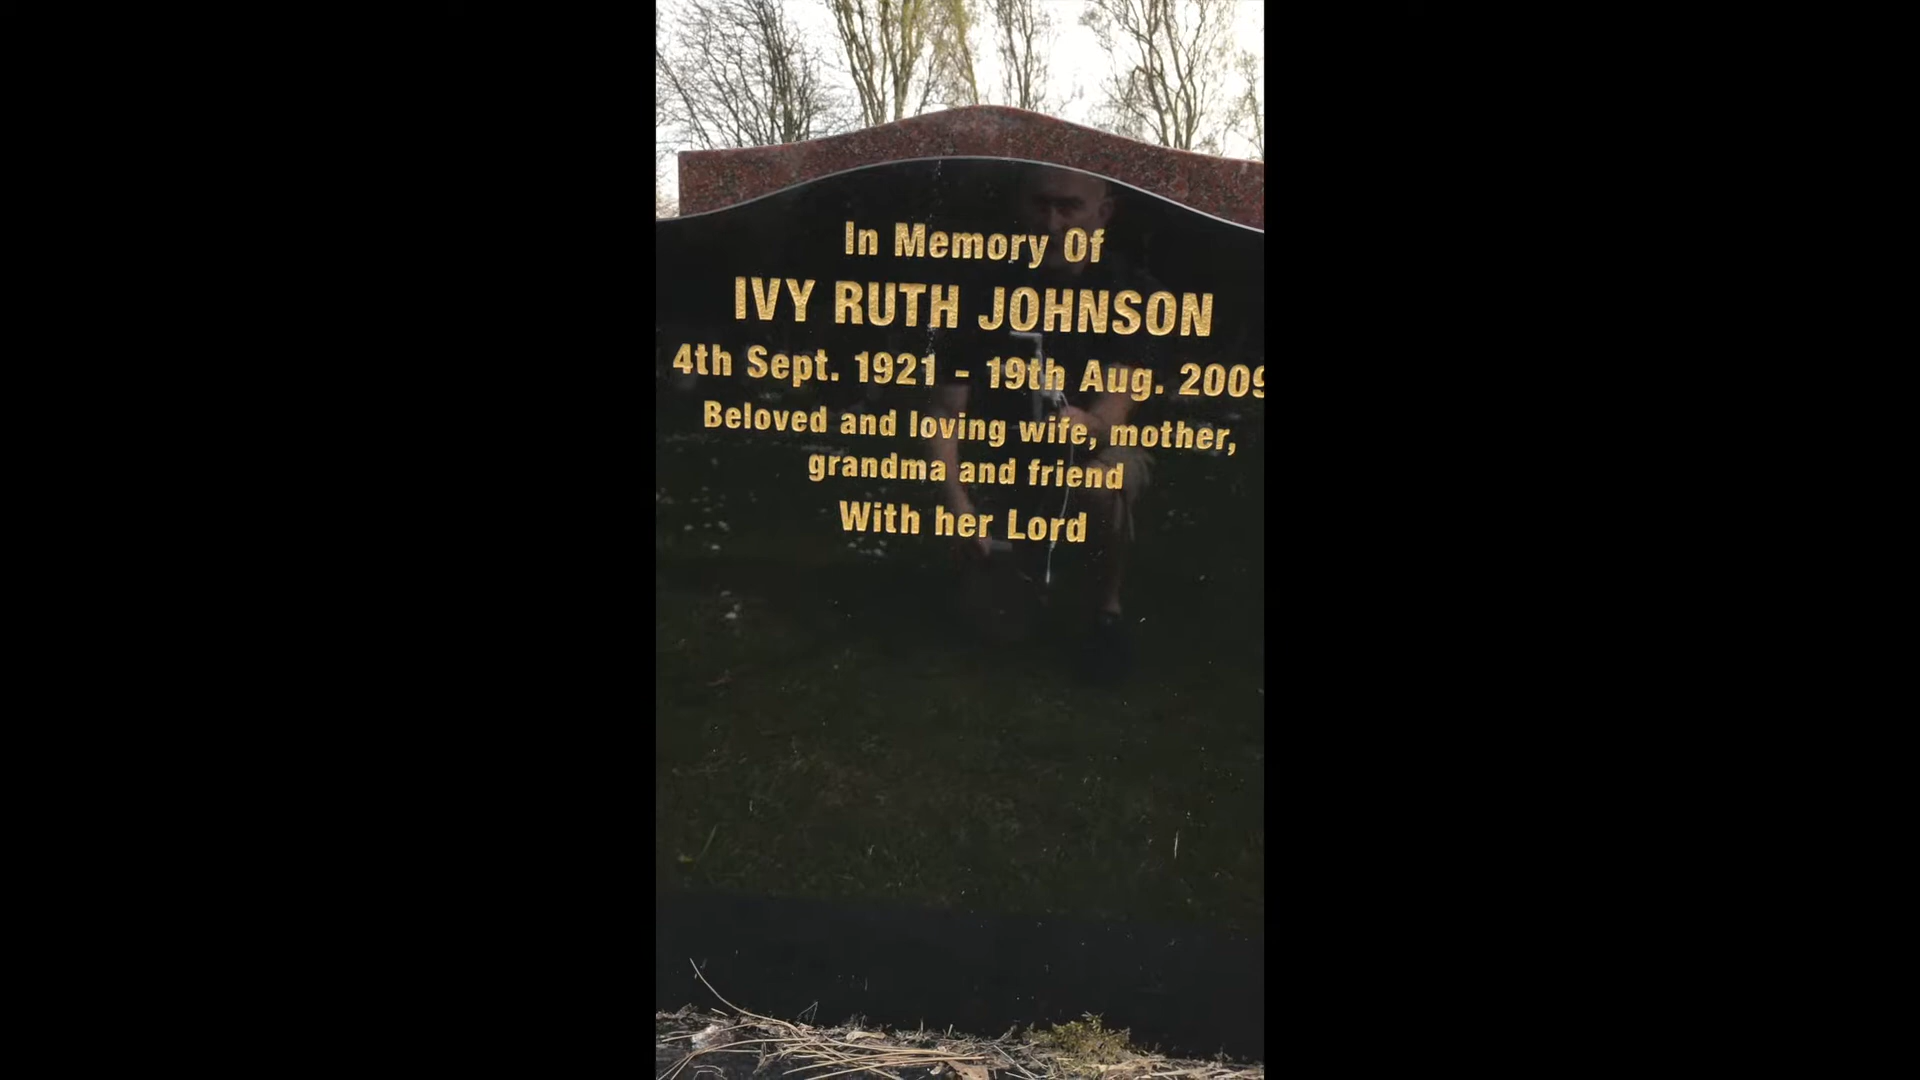 In Memory Of
IVY RUTH JOHNSON
4th Sept. 1921 - 19th Aug. 2009
Beloved and loving wife, mother,
grandma and friend
With her Lord